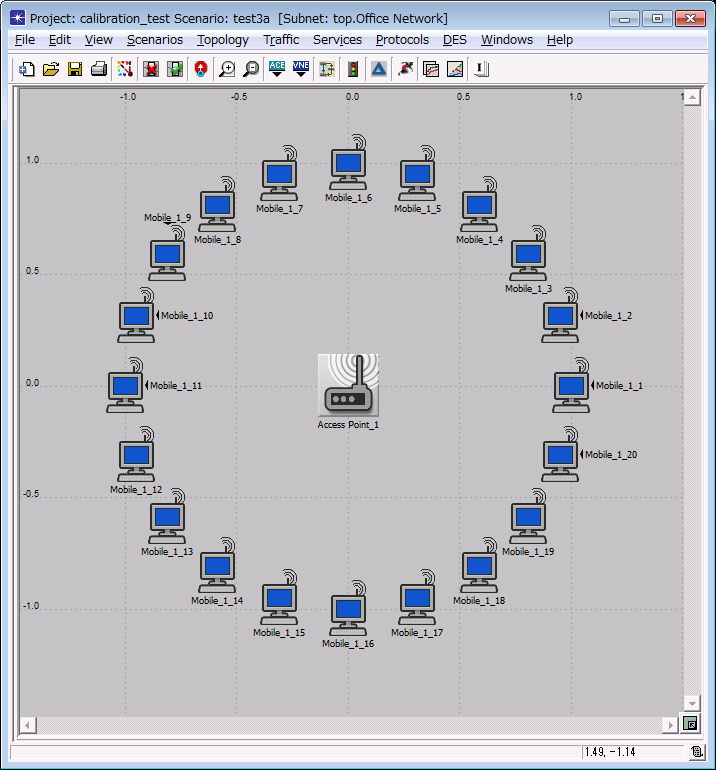 Project: calibration_test Scenario: test3a [Subnet: top.Office Network]
File Edit View Scenarios Topology Traffic Services Protocols DES Windows Help
ACE VNE
-1.0 -0.5 0.0 0.5 1.0
1.0
Mobile_1_6
Mobile_1_7 Mobile_1_5
Mobile_1_9
Mobile_1_8 Mobile_1_4
0.5
Mobile_1_3
Mobile_1_10 Mobile_1_2
0.0
Mobile_1_11 Mobile_1_1
Access Point_1
Mobile_1_20
Mobile_1_12
-0.5
Mobile_1_13 Mobile_1_19
Mobile_1_14 Mobile_1_18
-1.0
Mobile_1_15 Mobile_1_17
Mobile_1_16
1.49, -1.14